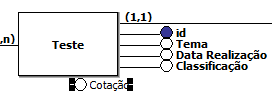 (1,1)
,n)
Teste
id
Tema
Data Realização
Classificação
Cotação